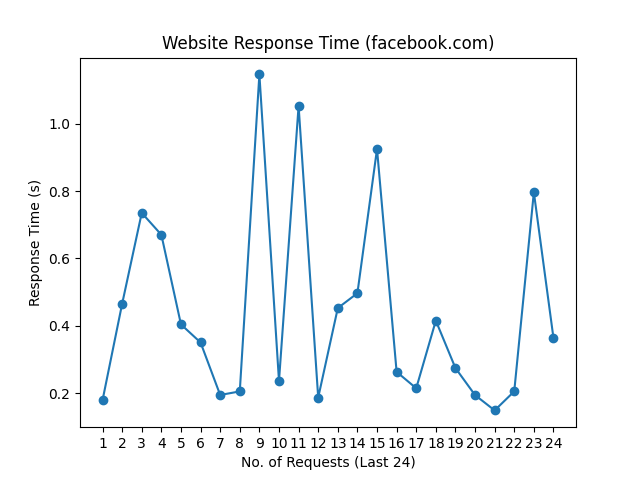 Website Response Time (facebook.com)
Response Time (s)
1.0
0.8
0.6
0.4
0.2
1 2 3 4 5 6 7 8 9 10 11 12 13 14 15 16 17 18 19 20 21 22 23 24
No. of Requests (Last 24)